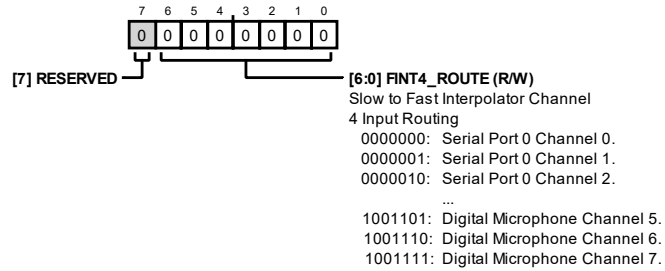 7 6 5 4 3 2 1 0
0 0 0 0 0 0 0 0
[7] RESERVED
[6:0] FINT4_ROUTE (R/W)
Slow to Fast Interpolator Channel
4 Input Routing
0000000: Serial Port 0 Channel 0.
0000001: Serial Port 0 Channel 1.
0000010: Serial Port 0 Channel 2.
...
1001101: Digital Microphone Channel 5.
1001110: Digital Microphone Channel 6.
1001111: Digital Microphone Channel 7.